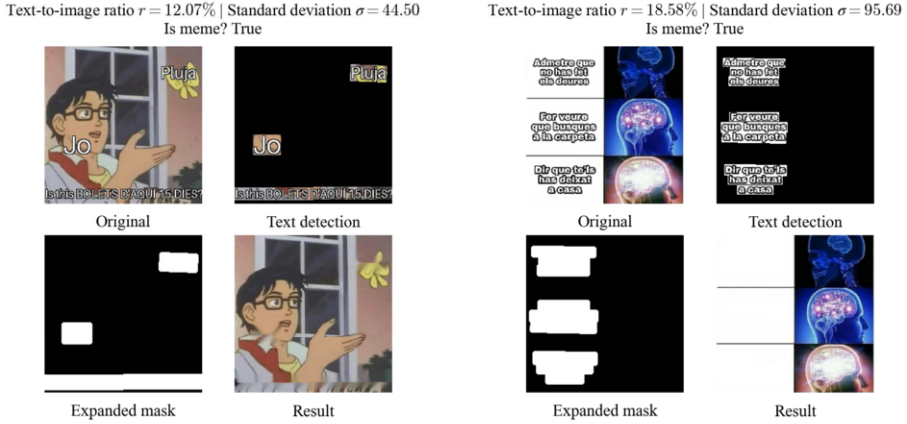 Text-to-image ratio r = 12.07% | Standard deviation σ = 44.50
Is meme? True
Pluja
Jo
Is this BOLETS D'AQUÍ 15 DIES?
Original
Pluja
Jo
Is this BOLETS D'AQUÍ 15 DIES?
Text detection
Expanded mask
Result
Text-to-image ratio r = 18.58% | Standard deviation σ = 95.69
Is meme? True
Admetre que
no has fet
els deures
Fer veure
que busques
a la carpeta
Dir que te'ls
has deixat
a casa
Original
Admetre que
no has fet
els deures
Fer veure
que busques
a la carpeta
Dir que te'ls
has deixat
a casa
Text detection
Expanded mask
Result